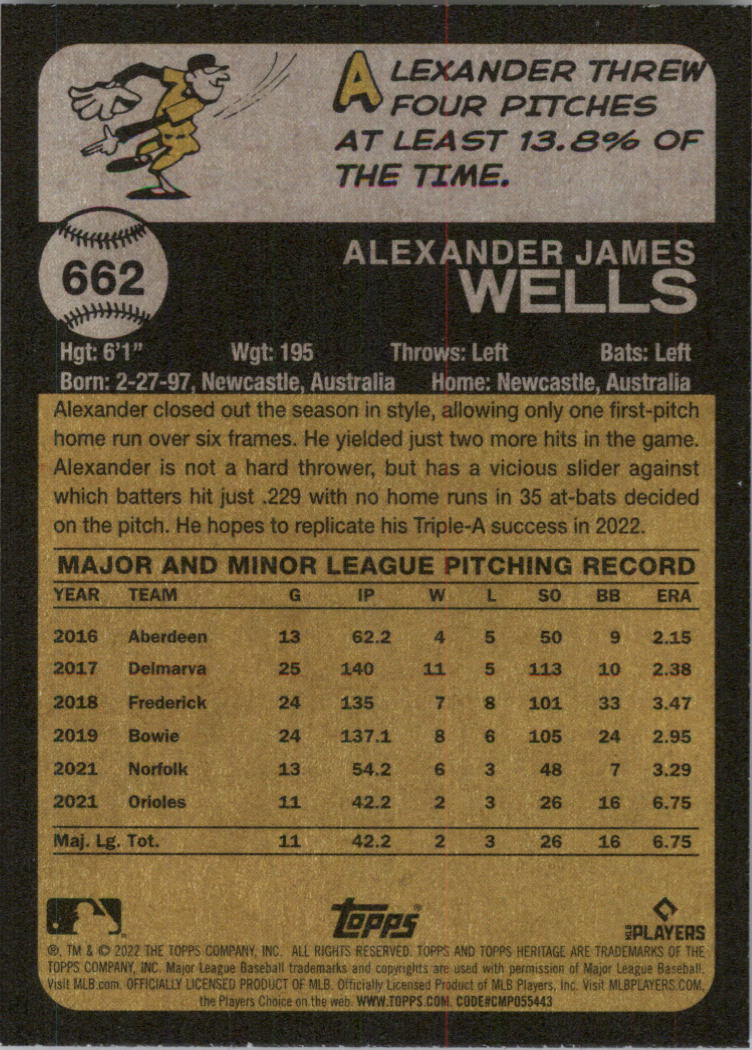 ALEXANDER THREW
FOUR PITCHES
AT LEAST 13.8% OF
THE TIME.
662
ALEXANDER JAMES
WELLS
Hgt: 6'1" Wgt: 195 Throws: Left Bats: Left
Born: 2-27-97, Newcastle, Australia Home: Newcastle, Australia
Alexander closed out the season in style, allowing only one first-pitch
home run over six frames. He yielded just two more hits in the game.
Alexander is not a hard thrower, but has a vicious slider against
which batters hit just .229 with no home runs in 35 at-bats decided
on the pitch. He hopes to replicate his Triple-A success in 2022.
MAJOR AND MINOR LEAGUE PITCHING RECORD
YEAR TEAM G IP W L SO BB ERA
2016 Aberdeen 13 62.2 4 5 50 9 2.15
2017 Delmarva 25 140 11 5 113 10 2.38
2018 Frederick 24 135 7 8 101 33 3.47
2019 Bowie 24 137.1 8 6 105 24 2.95
2021 Norfolk 13 54.2 6 3 48 7 3.29
2021 Orioles 11 42.2 2 3 26 16 6.75
Maj. Lg. Tot. 11 42.2 2 3 26 16 6.75
Topps
MLB PLAYERS
®, TM & © 2022 THE TOPPS COMPANY, INC. ALL RIGHTS RESERVED. TOPPS AND TOPPS HERITAGE ARE TRADEMARKS OF THE
TOPPS COMPANY, INC. Major League Baseball trademarks and copyrights are used with permission of Major League Baseball.
Visit MLB.com. OFFICIALLY LICENSED PRODUCT OF MLB. Officially Licensed Product of MLB Players, Inc. Visit MLBPLAYERS.COM,
the Players Choice on the web. WWW.TOPPS.COM. CODE#CMP055443